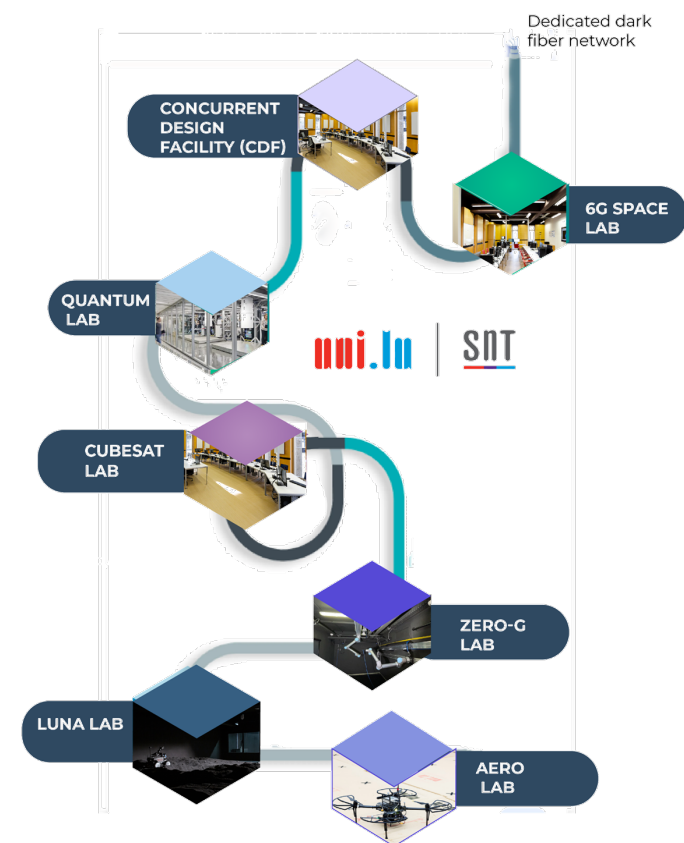 Dedicated dark
fiber network
CONCURRENT
DESIGN
FACILITY (CDF)
6G SPACE
LAB
QUANTUM
LAB
uni.lu
SNT
CUBESAT
LAB
ZERO-G
LAB
LUNA LAB
AERO
LAB